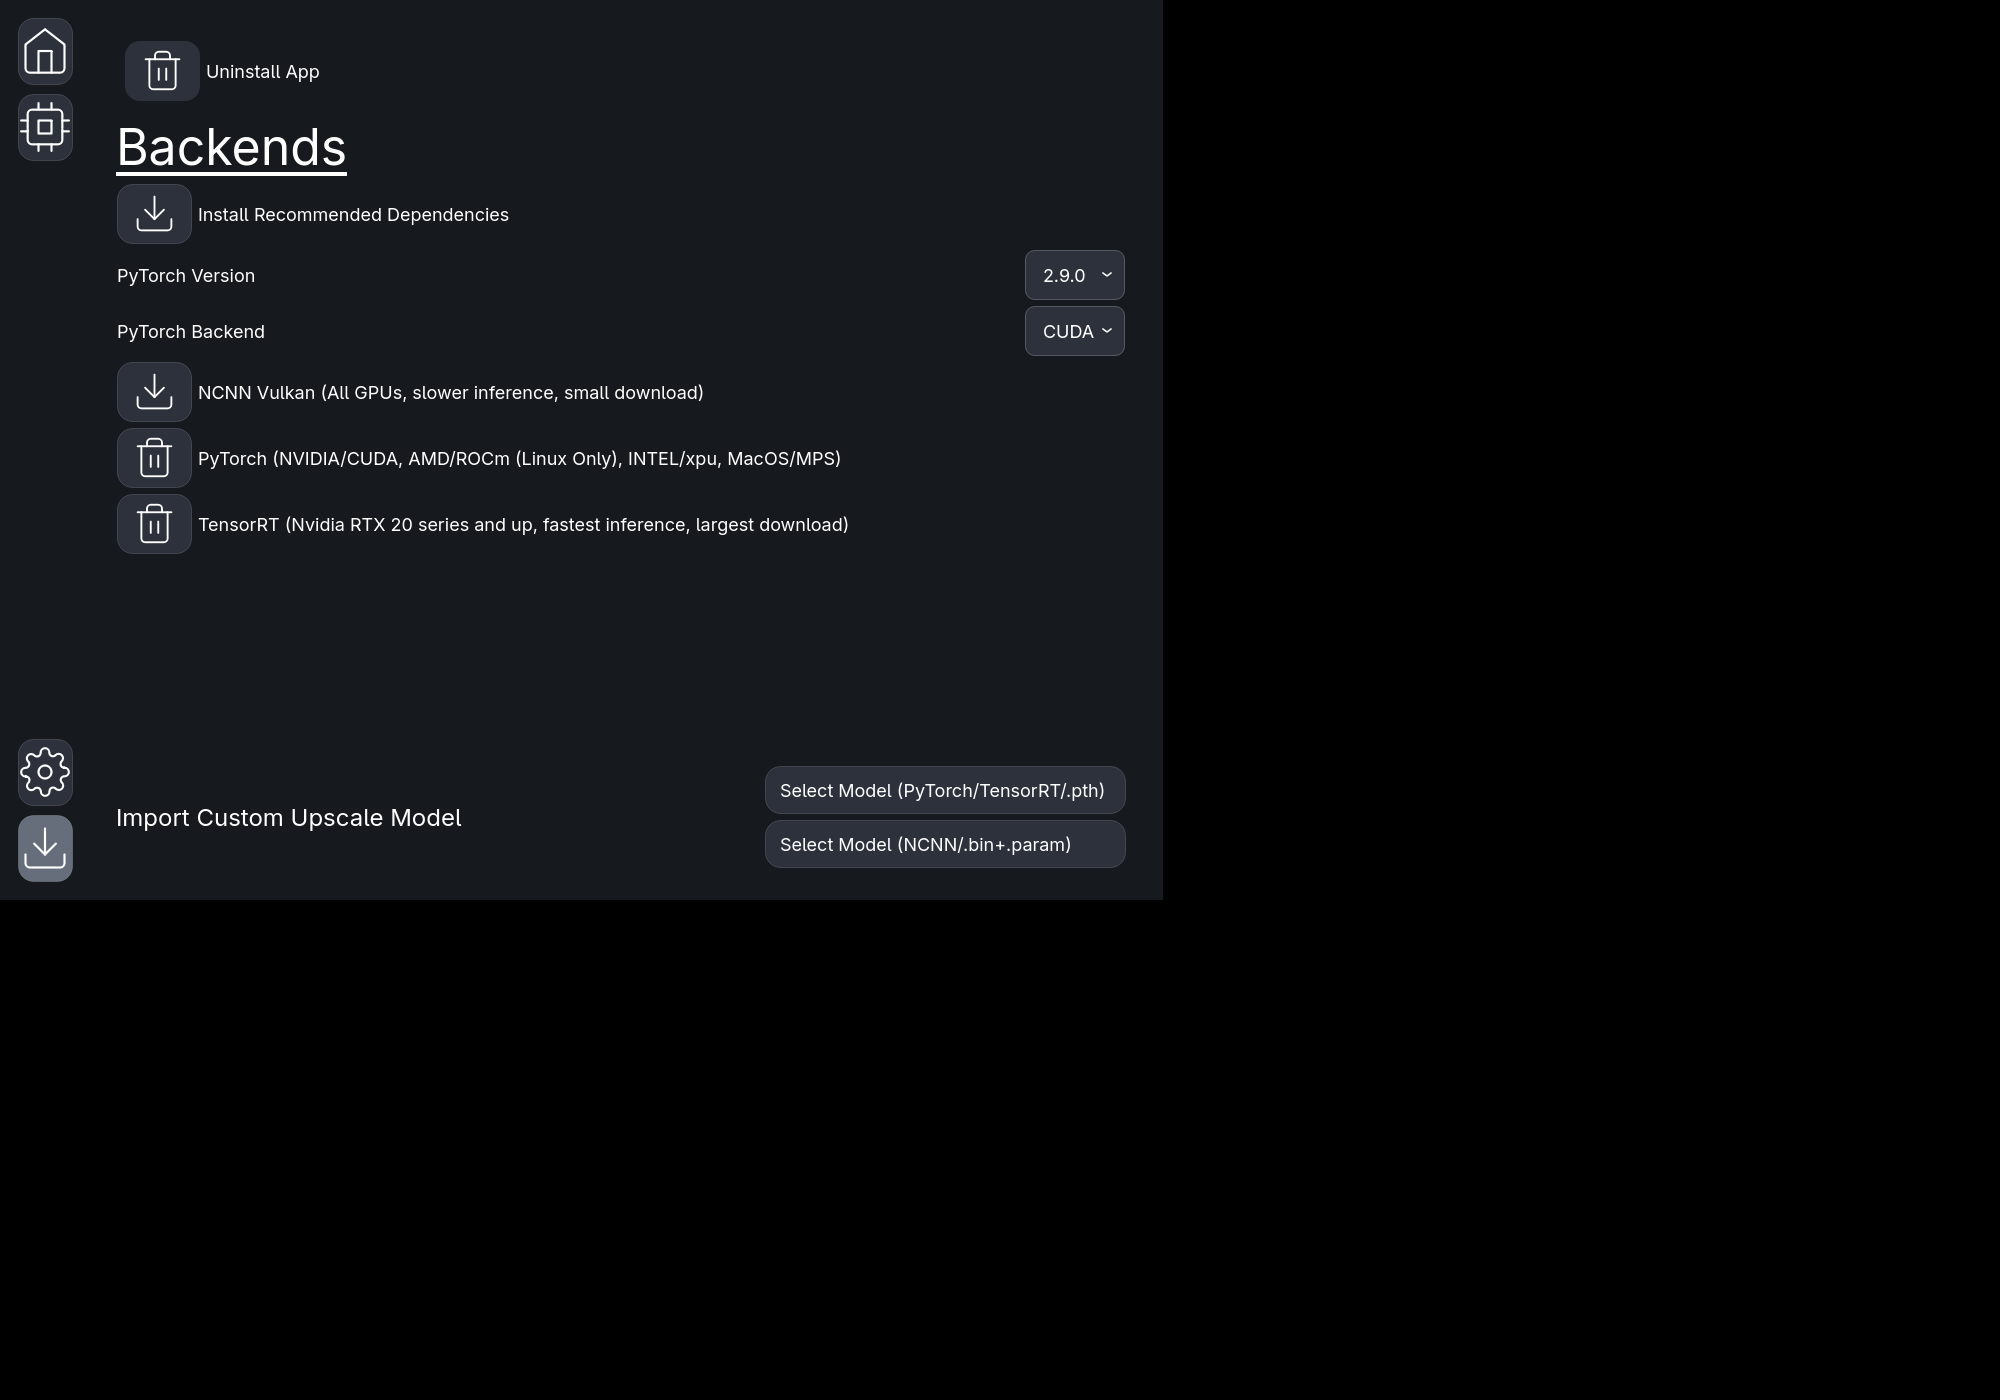 Uninstall App
Backends
Install Recommended Dependencies
PyTorch Version
2.9.0
PyTorch Backend
CUDA
NCNN Vulkan (All GPUs, slower inference, small download)
PyTorch (NVIDIA/CUDA, AMD/ROCm (Linux Only), INTEL/xpu, MacOS/MPS)
TensorRT (Nvidia RTX 20 series and up, fastest inference, largest download)
Import Custom Upscale Model
Select Model (PyTorch/TensorRT/.pth)
Select Model (NCNN/.bin+.param)